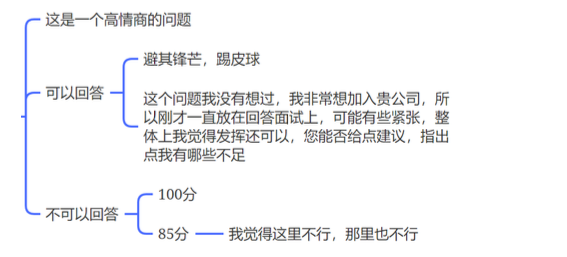 这是一个高情商的问题
可以回答
避其锋芒，踢皮球
这个问题我没有想过，我非常想加入贵公司，所
以刚才一直放在回答面试上，可能有些紧张，整
体上我觉得发挥还可以，您能否给点建议，指出
点我有哪些不足
不可以回答
100分
85分
我觉得这里不行，那里也不行